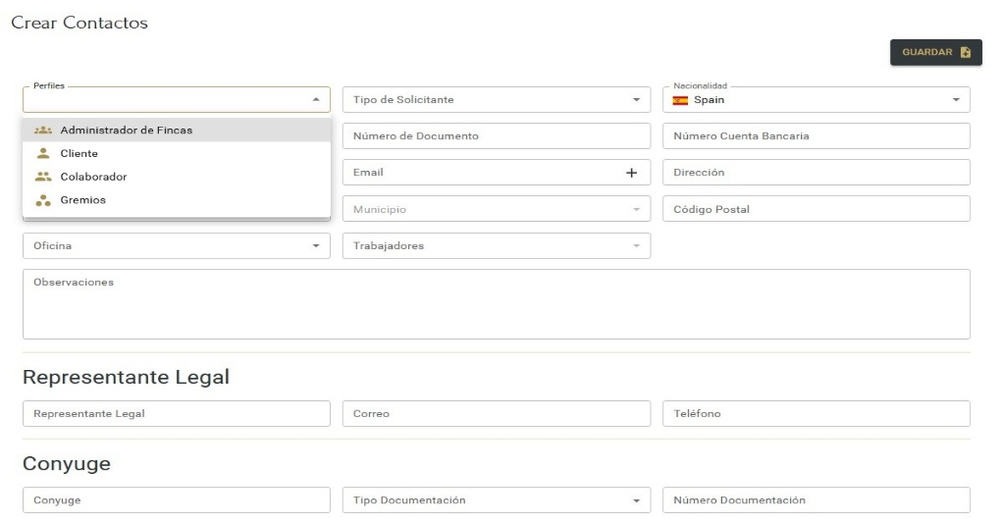 Crear Contactos
GUARDAR
Perfiles
Tipo de Solicitante
Nacionalidad
Spain
Administrador de Fincas
Cliente
Colaborador
Gremios
Número de Documento
Número Cuenta Bancaria
Email
Dirección
Municipio
Código Postal
Oficina
Trabajadores
Observaciones
Representante Legal
Representante Legal
Correo
Teléfono
Conyuge
Conyuge
Tipo Documentación
Número Documentación